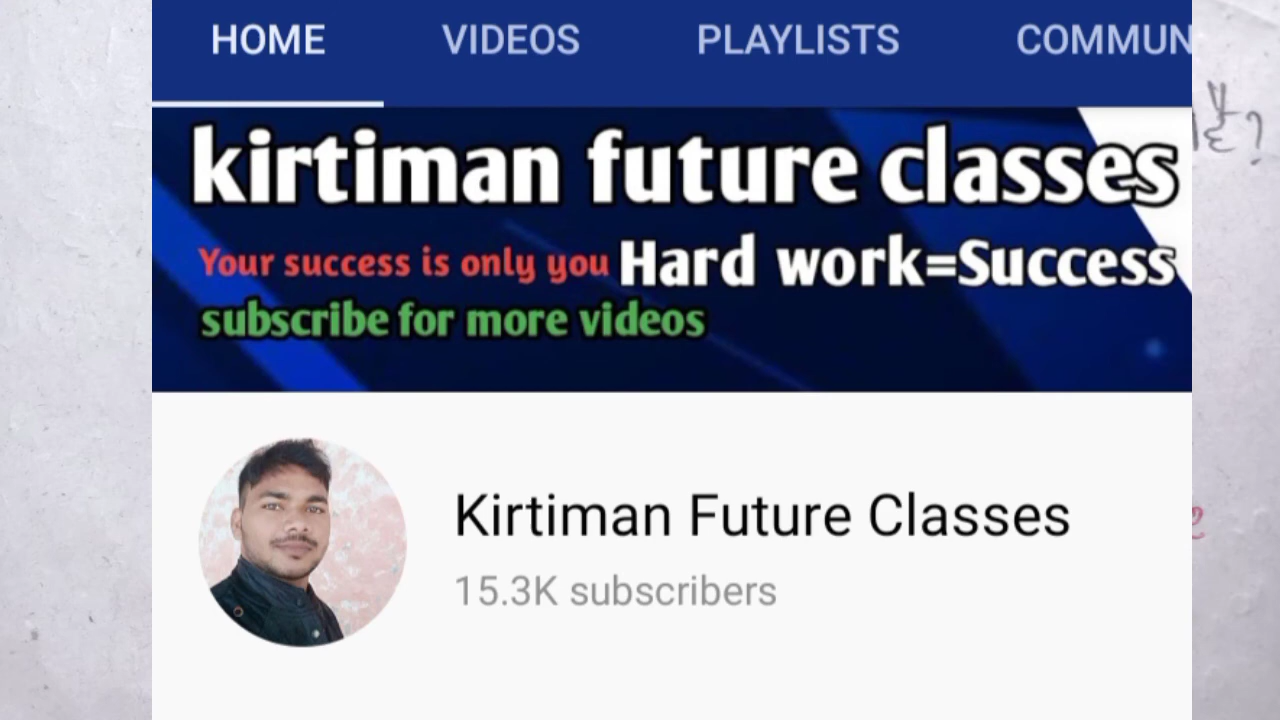 HOME VIDEOS PLAYLISTS COMMUN
kirtiman future classes
Your success is only you Hard work=Success
subscribe for more videos
Kirtiman Future Classes
15.3K subscribers
है?